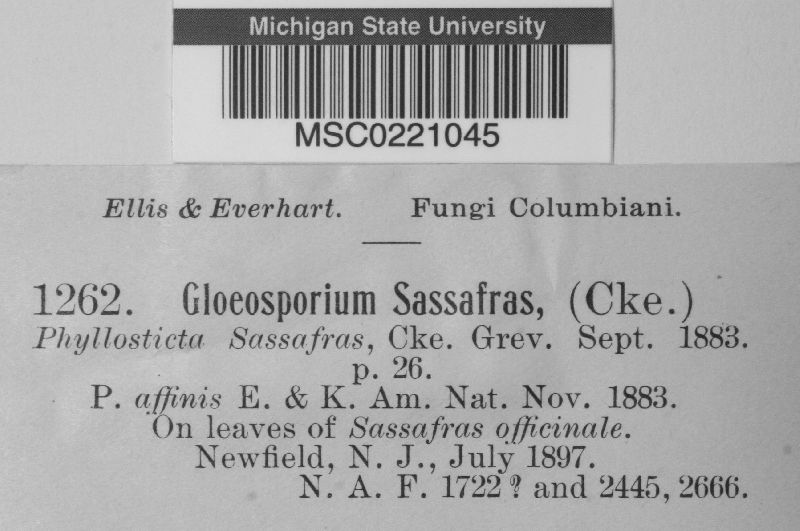 Michigan State University
MSC0221045
Ellis & Everhart. Fungi Columbiani.
1262. Gloeosporium Sassafras, (Cke.)
Phyllosticta Sassafras, Cke. Grev. Sept. 1883.
p. 26.
P. affinis E. & K. Am. Nat. Nov. 1883.
On leaves of Sassafras officinale.
Newfield, N. J., July 1897.
N. A. F. 1722 ? and 2445, 2666.